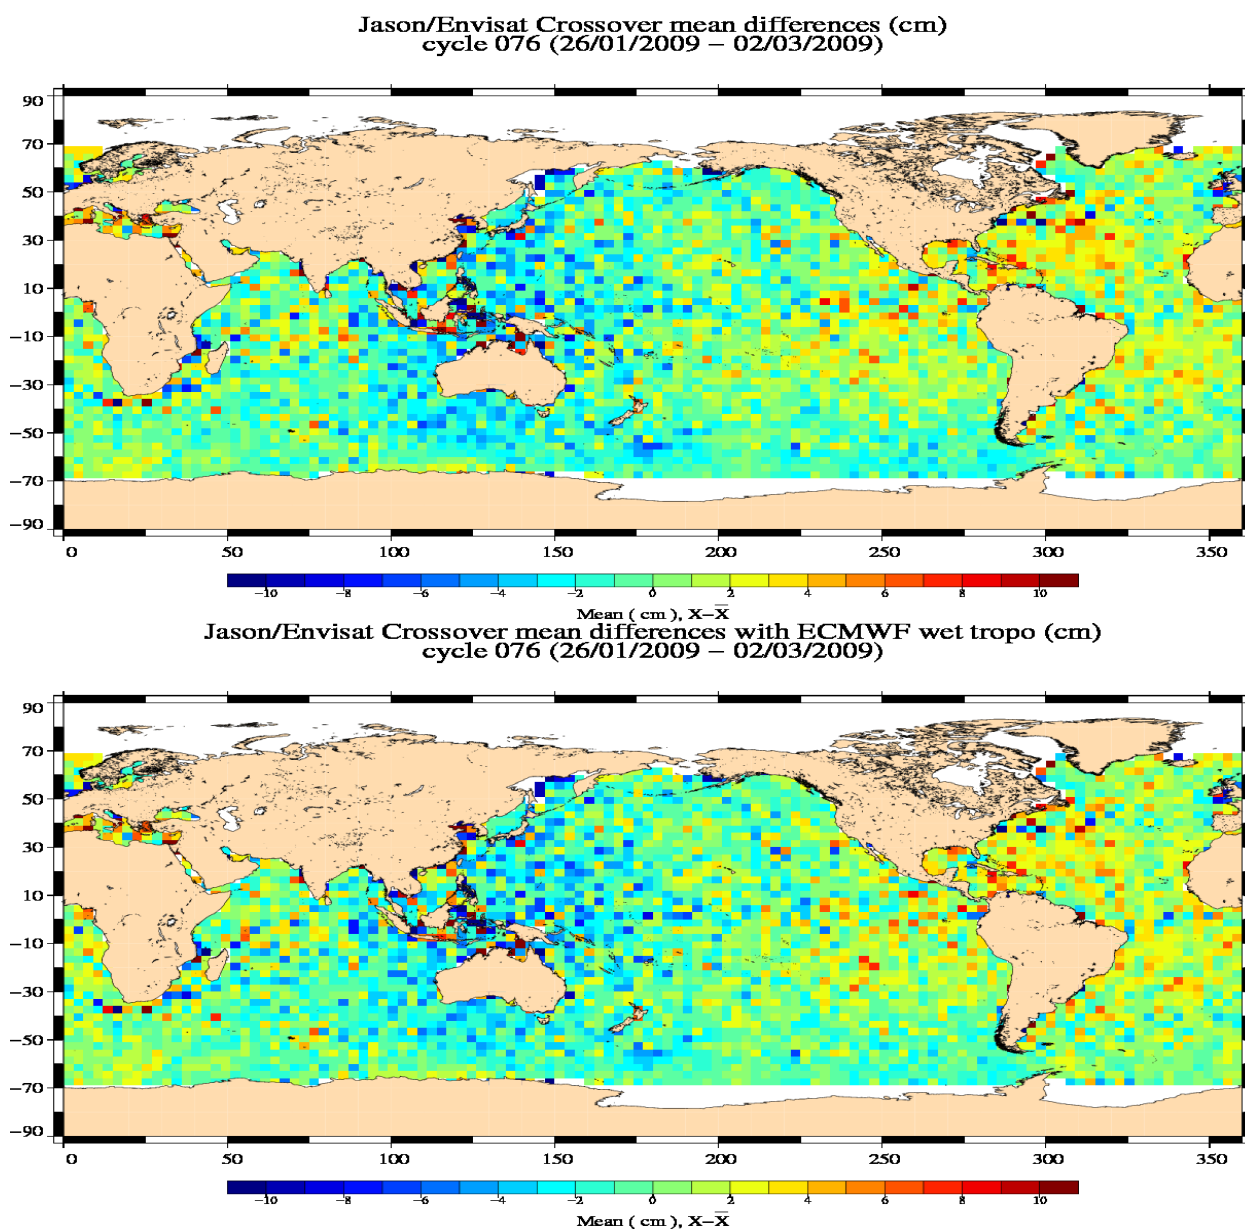 Jason/Envisat Crossover mean differences (cm)
cycle 076 (26/01/2009 − 02/03/2009)
90
70
50
30
10
−10
−30
−50
−70
−90
0 50 100 150 200 250 300 350
−10 −8 −6 −4 −2 0 2 4 6 8 10
Mean ( cm ), X−X̅
Jason/Envisat Crossover mean differences with ECMWF wet tropo (cm)
cycle 076 (26/01/2009 − 02/03/2009)
90
70
50
30
10
−10
−30
−50
−70
−90
0 50 100 150 200 250 300 350
−10 −8 −6 −4 −2 0 2 4 6 8 10
Mean ( cm ), X−X̅